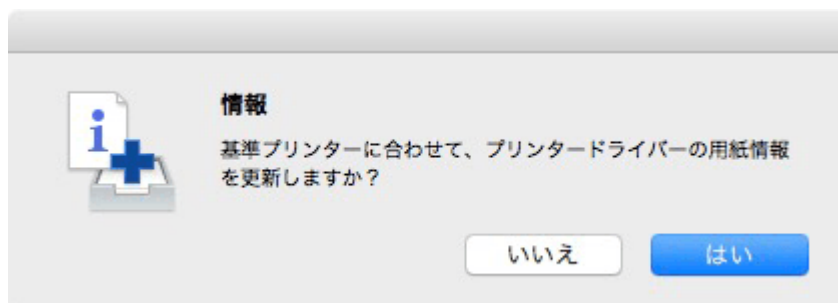 情報
基準プリンターに合わせて、プリンタードライバーの用紙情報
を更新しますか？
いいえ
はい